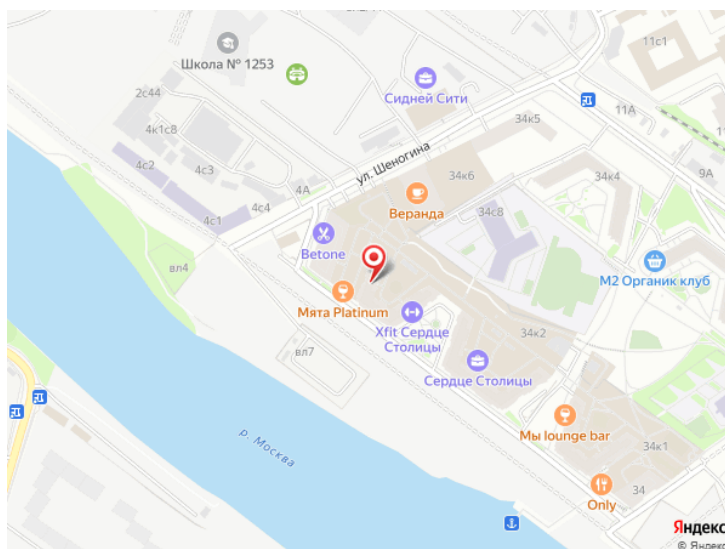 11с1
Школа № 1253
2с44
Сидней Сити
11А
34к5
4к1с8
ул. Шеногина
4с2
4с3
34к6
34к4
9А
4А
4с1
4с4
Веранда
34с8
Betone
вл4
М2 Органик клуб
Мята Platinum
Xfit Сердце
Столицы
34к2
вл7
Сердце Столицы
р. Москва
Мы lounge bar
34к1
34
Only
Яндекс
© Яндекс